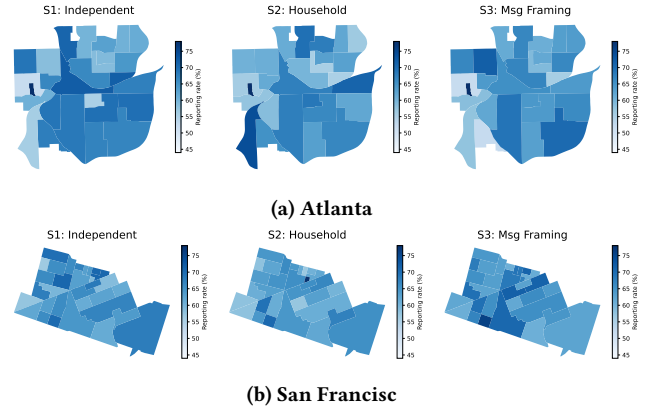 S1: Independent S2: Household S3: Msg Framing
75 75 75
70 70 70
65 65 65
60 60 60
55 55 55
50 50 50
45 45 45
Reporting rate (%) Reporting rate (%) Reporting rate (%)
(a) Atlanta
S1: Independent S2: Household S3: Msg Framing
75 75 75
70 70 70
65 65 65
60 60 60
55 55 55
50 50 50
45 45 45
Reporting rate (%) Reporting rate (%) Reporting rate (%)
(b) San Francisc